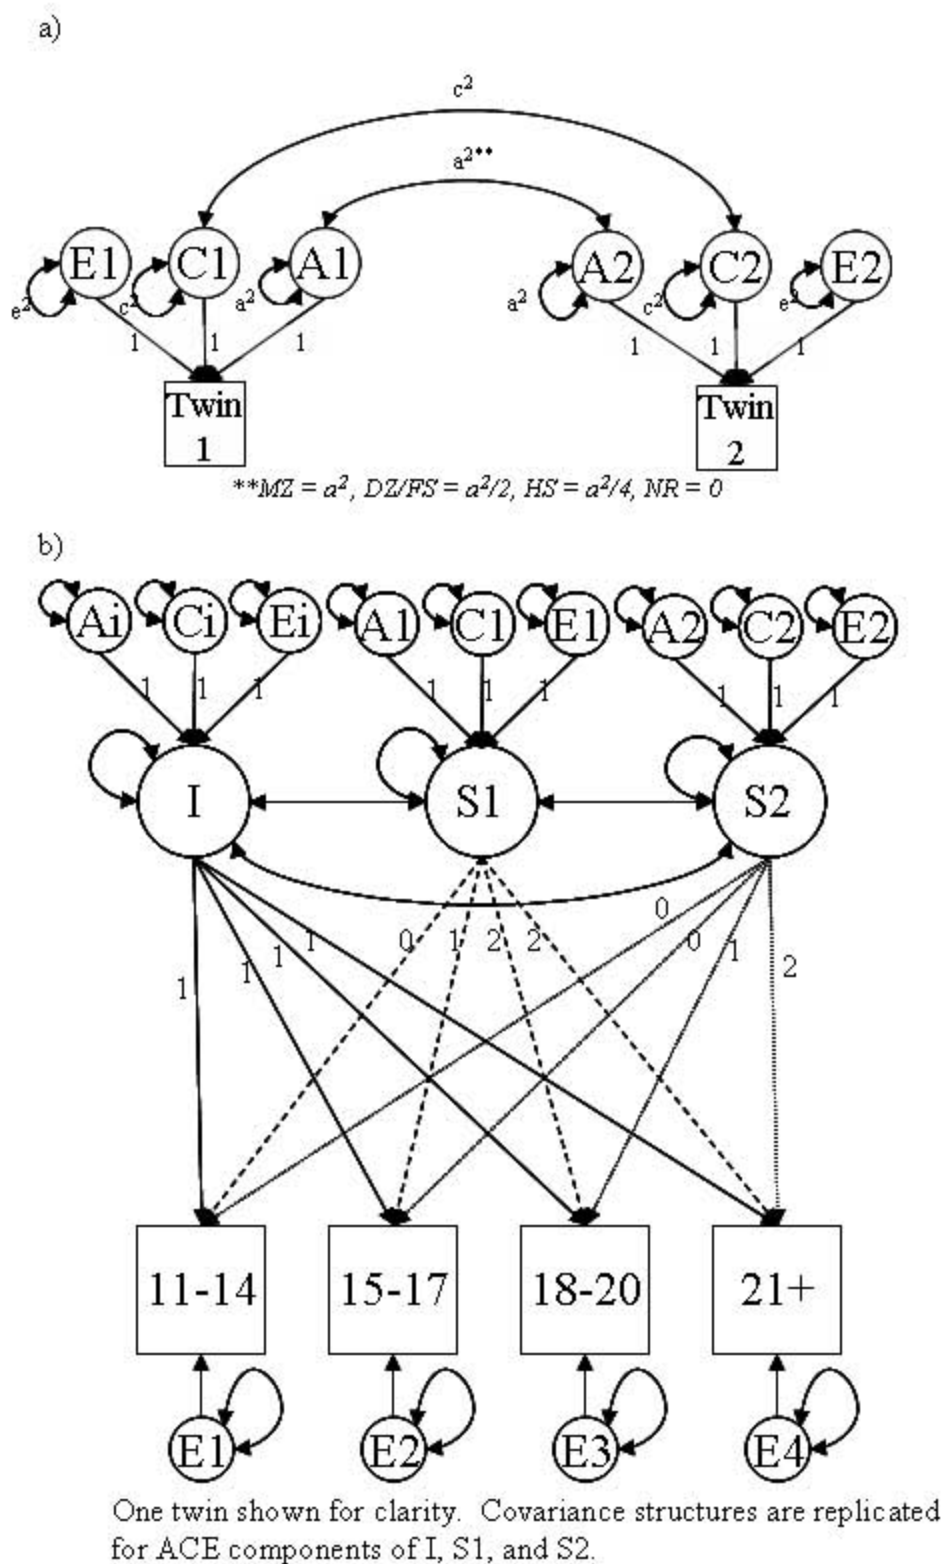 a)
c²
a²**
E1 C1 A1 A2 C2 E2
e² c² a² a² c² e²
1 1 1 1 1 1
Twin 1
Twin 2
**MZ = a², DZ/FS = a²/2, HS = a²/4, NR = 0
b)
Ai Ci Ei A1 C1 E1 A2 C2 E2
1 1 1 1 1 1 1 1 1
I S1 S2
1 1 1 1 0 1 2 2 0 0 1 2
11-14 15-17 18-20 21+
E1 E2 E3 E4
One twin shown for clarity. Covariance structures are replicated
for ACE components of I, S1, and S2.